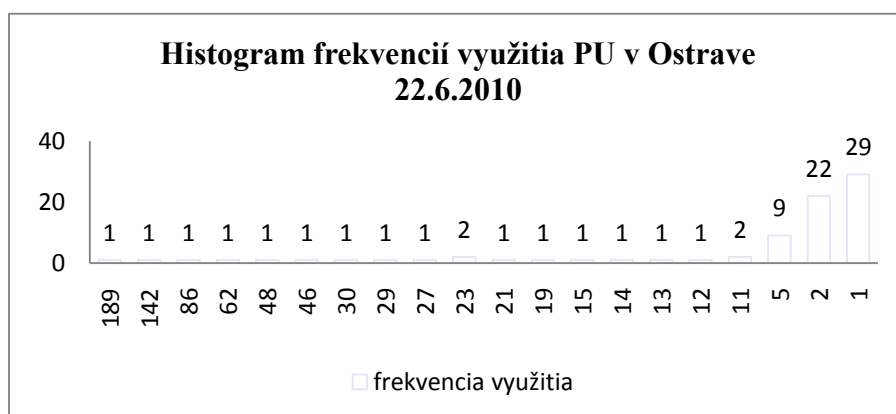 Histogram frekvencií využitia PU v Ostrave
22.6.2010
40
20
0
1 1 1 1 1 1 1 1 1 2 1 1 1 1 1 1 2 9 22 29
189 142 86 62 48 46 30 29 27 23 21 19 15 14 13 12 11 5 2 1
frekvencia využitia